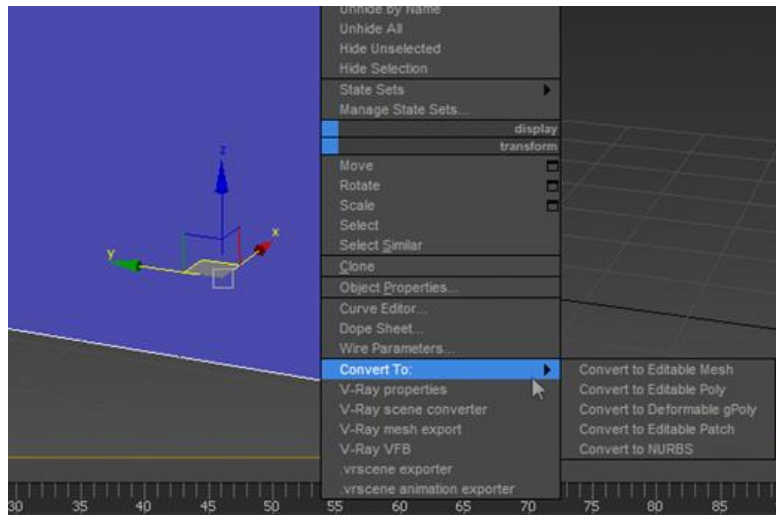 Unhide by Name
Unhide All
Hide Unselected
Hide Selection
State Sets
Manage State Sets...
display
transform
Move
Rotate
Scale
Select
Select Similar
Clone
Object Properties...
Curve Editor...
Dope Sheet...
Wire Parameters...
Convert To:
V-Ray properties
V-Ray scene converter
V-Ray mesh export
V-Ray VFB
.vrscene exporter
.vrscene animation exporter
Convert to Editable Mesh
Convert to Editable Poly
Convert to Deformable gPoly
Convert to Editable Patch
Convert to NURBS
z
x
y
30 35 40 45 50 55 60 65 70 75 80 85